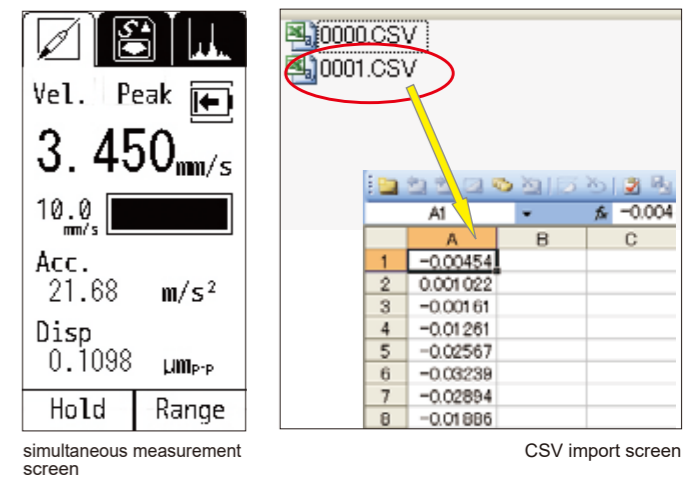 S
Vel. Peak
3.450mm/s
10.0
mm/s
Acc.
21.68 m/s²
Disp
0.1098 μmP-P
Hold Range
simultaneous measurement
screen
0000.CSV
0001.CSV
A1 fx -0.004
A B C
1 -0.00454
2 0.001022
3 -0.00161
4 -0.01261
5 -0.02567
6 -0.03239
7 -0.02894
8 -0.01886
CSV import screen